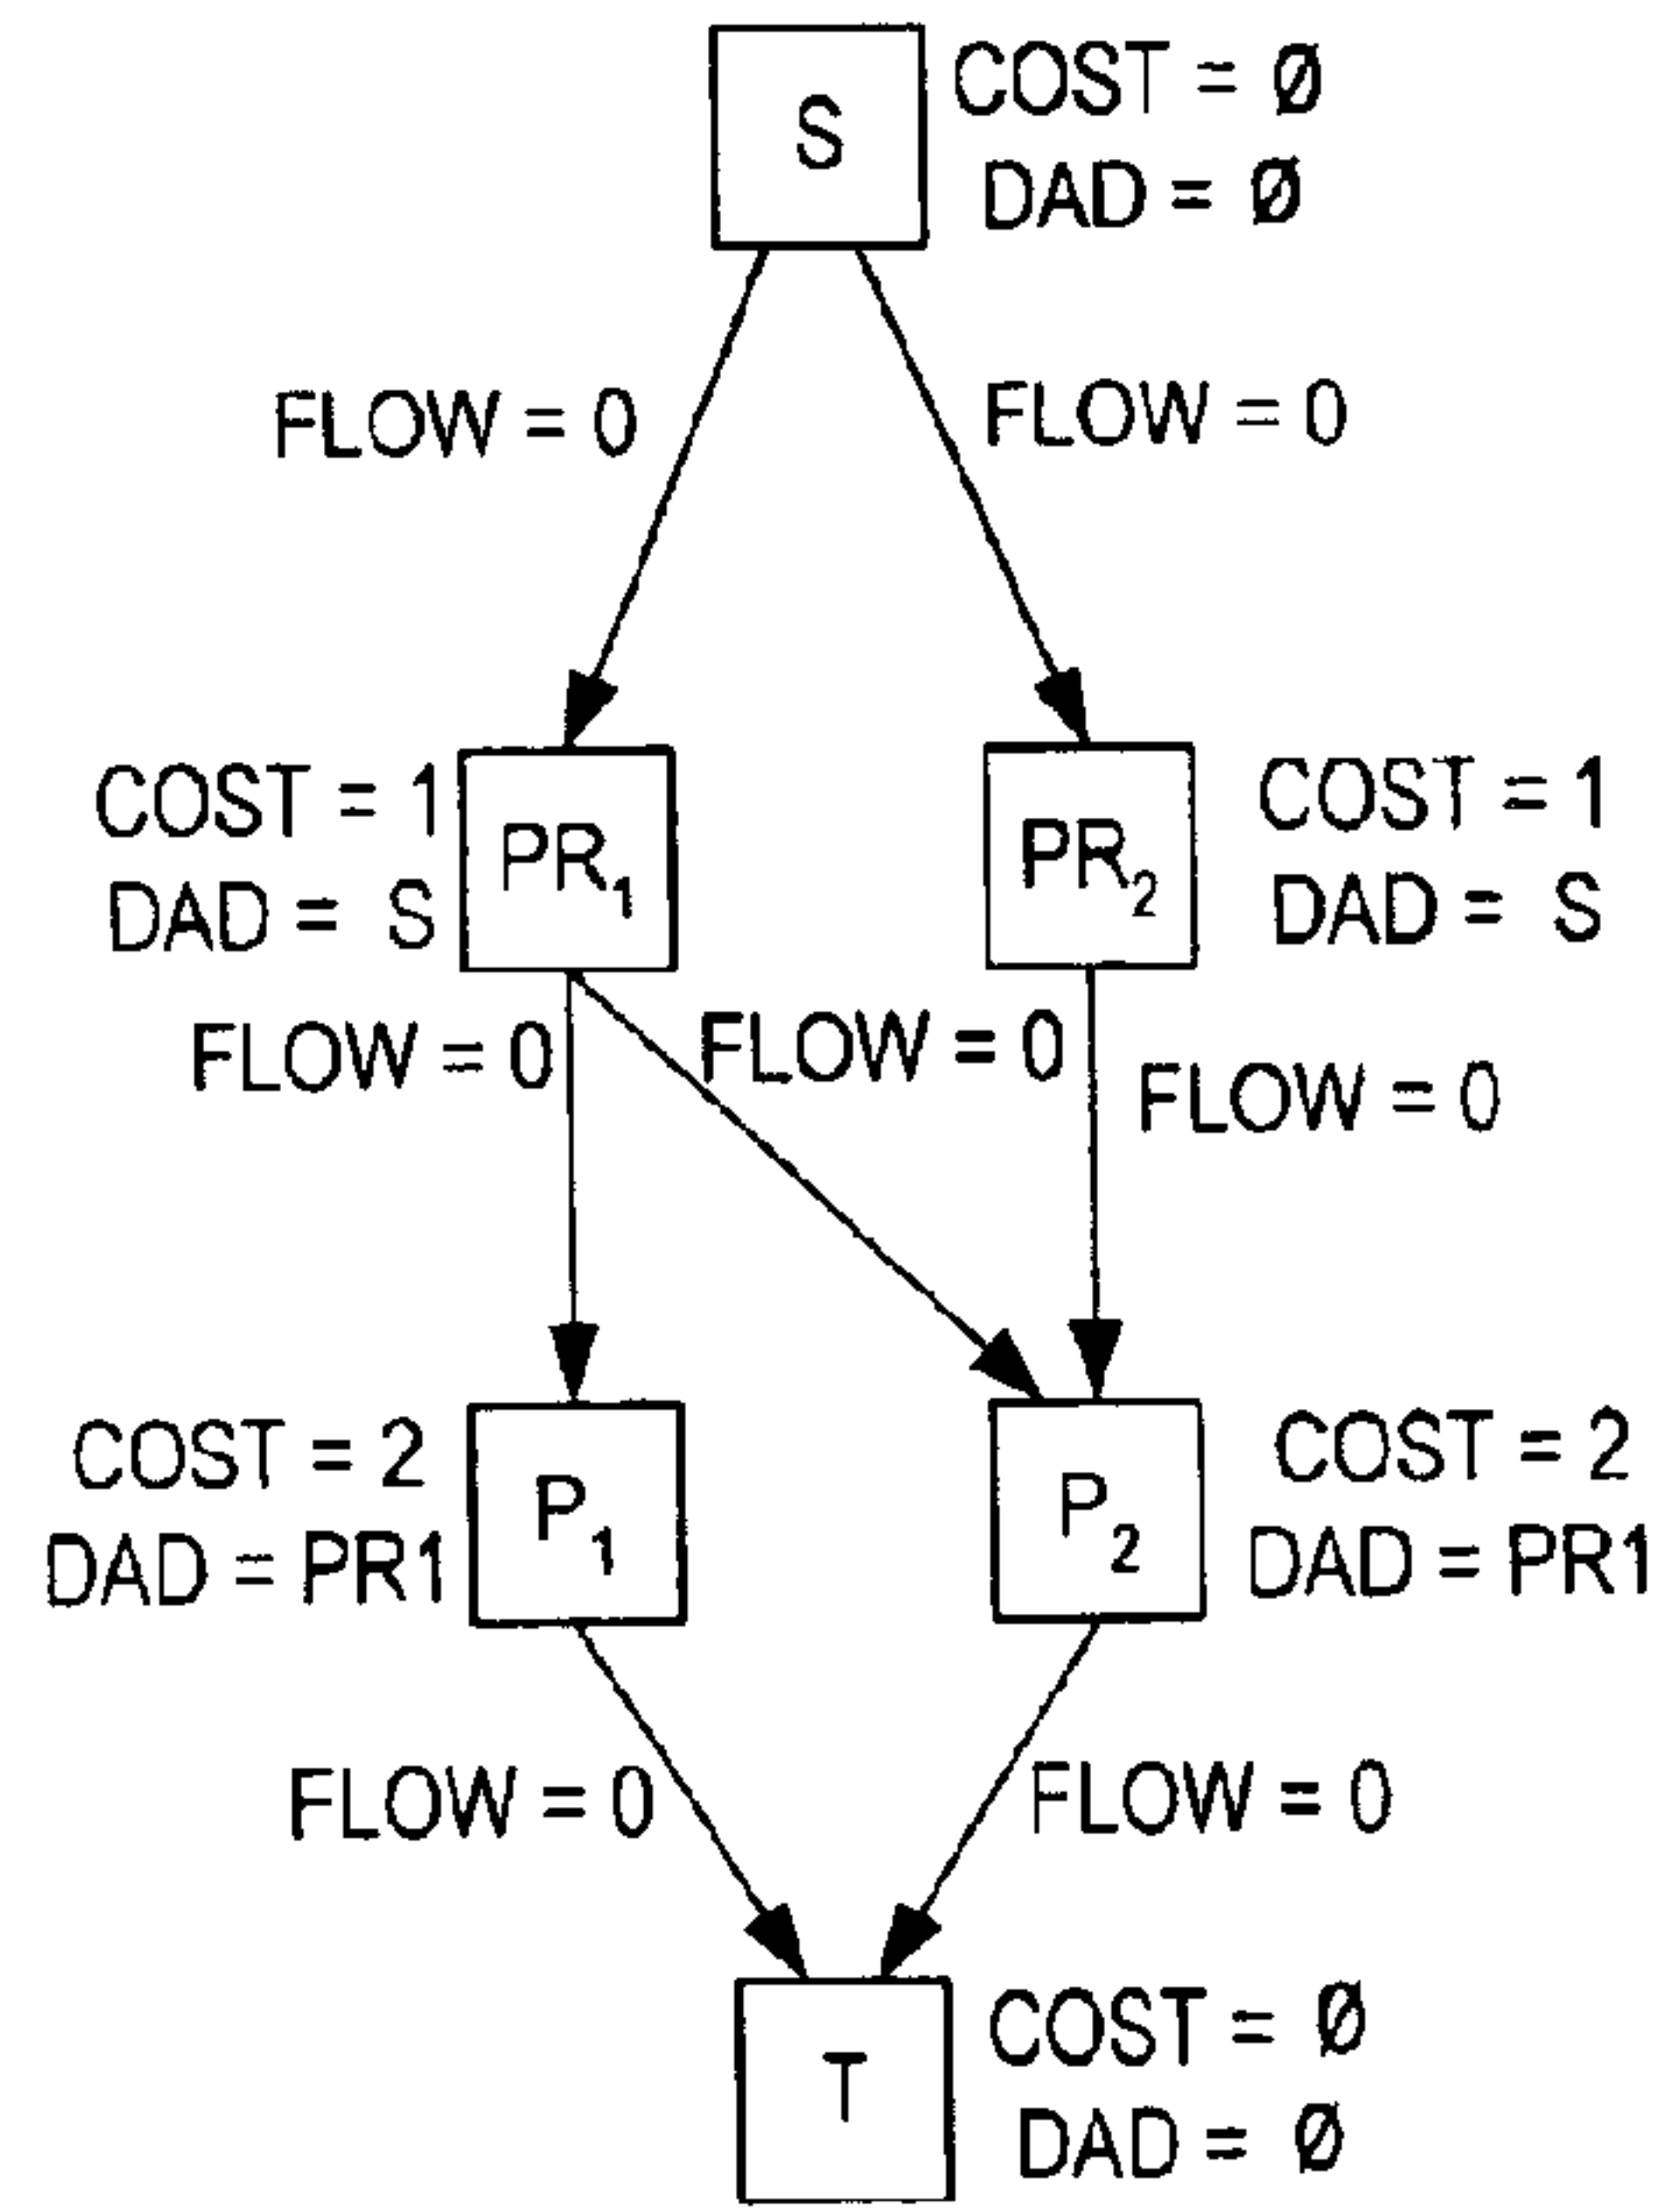 S
COST = Ø
DAD = Ø
FLOW = 0
FLOW = 0
COST = 1
DAD = S
PR₁
PR₂
COST = 1
DAD = S
FLOW = 0
FLOW = 0
FLOW = 0
COST = 2
DAD = PR1
P₁
P₂
COST = 2
DAD = PR1
FLOW = 0
FLOW = 0
T
COST = Ø
DAD = Ø